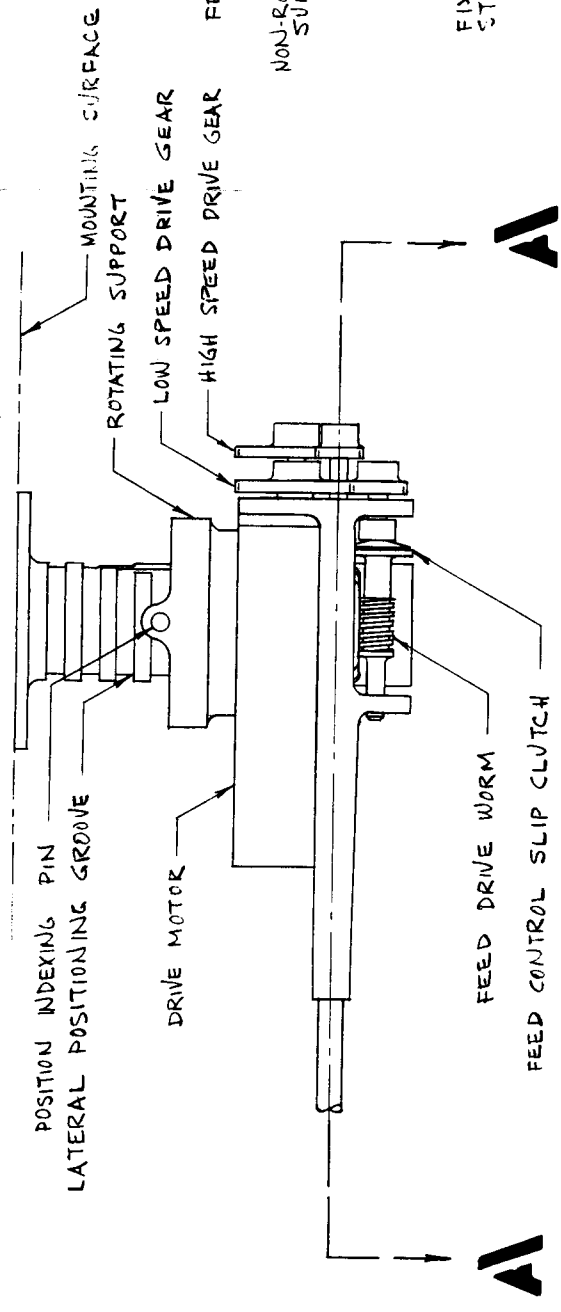 POSITION INDEXING PIN
LATERAL POSITIONING GROOVE
DRIVE MOTOR
FEED DRIVE WORM
FEED CONTROL SLIP CLUTCH
MOUNTING SURFACE
ROTATING SUPPORT
LOW SPEED DRIVE GEAR
HIGH SPEED DRIVE GEAR
A
A